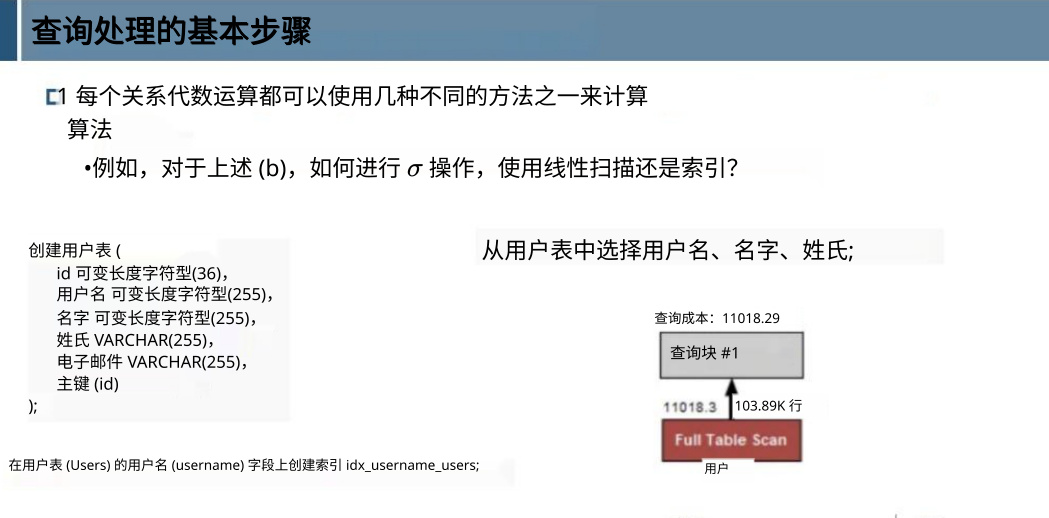 查询处理的基本步骤
1 每个关系代数运算都可以使用几种不同的方法之一来计算
算法
•例如，对于上述 (b)，如何进行 σ 操作，使用线性扫描还是索引？
创建用户表 (
id 可变长度字符型(36)，
用户名 可变长度字符型(255)，
名字 可变长度字符型(255)，
姓氏 VARCHAR(255)，
电子邮件 VARCHAR(255)，
主键 (id)
);
在用户表 (Users) 的用户名 (username) 字段上创建索引 idx_username_users;
从用户表中选择用户名、名字、姓氏;
查询成本：11018.29
查询块 #1
11018.3 103.89K 行
Full Table Scan
用户